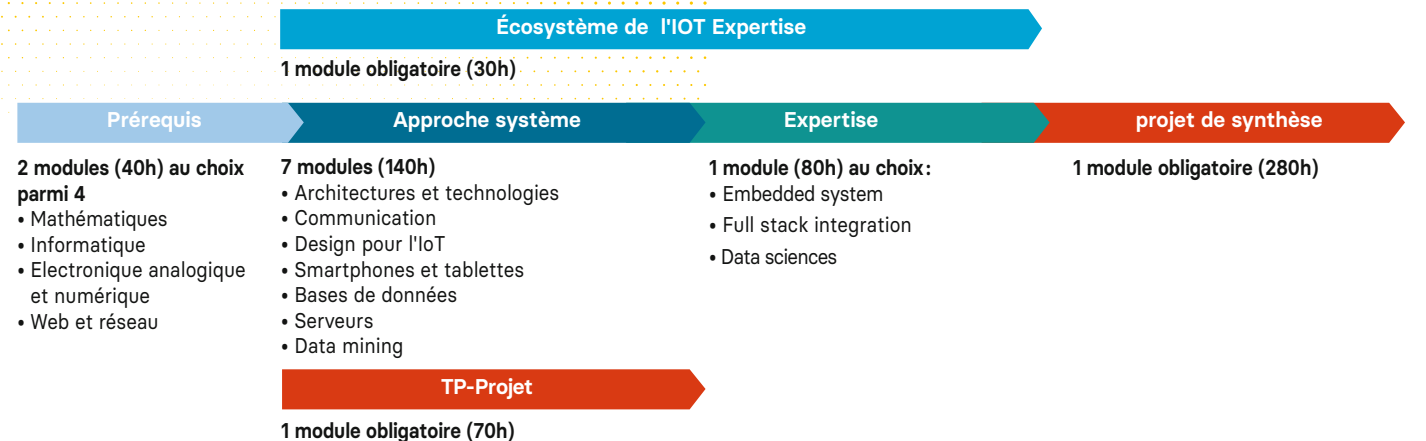 Écosystème de l'IOT Expertise
1 module obligatoire (30h)
Prérequis
2 modules (40h) au choix
parmi 4
• Mathématiques
• Informatique
• Electronique analogique
et numérique
• Web et réseau
Approche système
7 modules (140h)
• Architectures et technologies
• Communication
• Design pour l'IoT
• Smartphones et tablettes
• Bases de données
• Serveurs
• Data mining
TP-Projet
1 module obligatoire (70h)
Expertise
1 module (80h) au choix :
• Embedded system
• Full stack integration
• Data sciences
projet de synthèse
1 module obligatoire (280h)